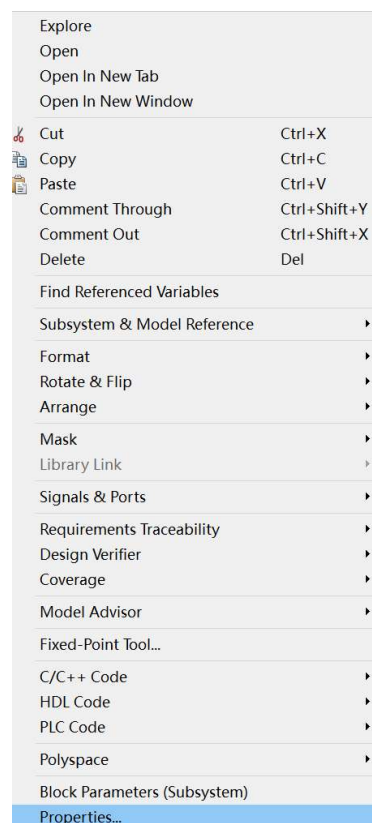 Explore
Open
Open In New Tab
Open In New Window
Cut Ctrl+X
Copy Ctrl+C
Paste Ctrl+V
Comment Through Ctrl+Shift+Y
Comment Out Ctrl+Shift+X
Delete Del
Find Referenced Variables
Subsystem & Model Reference
Format
Rotate & Flip
Arrange
Mask
Library Link
Signals & Ports
Requirements Traceability
Design Verifier
Coverage
Model Advisor
Fixed-Point Tool...
C/C++ Code
HDL Code
PLC Code
Polyspace
Block Parameters (Subsystem)
Properties...